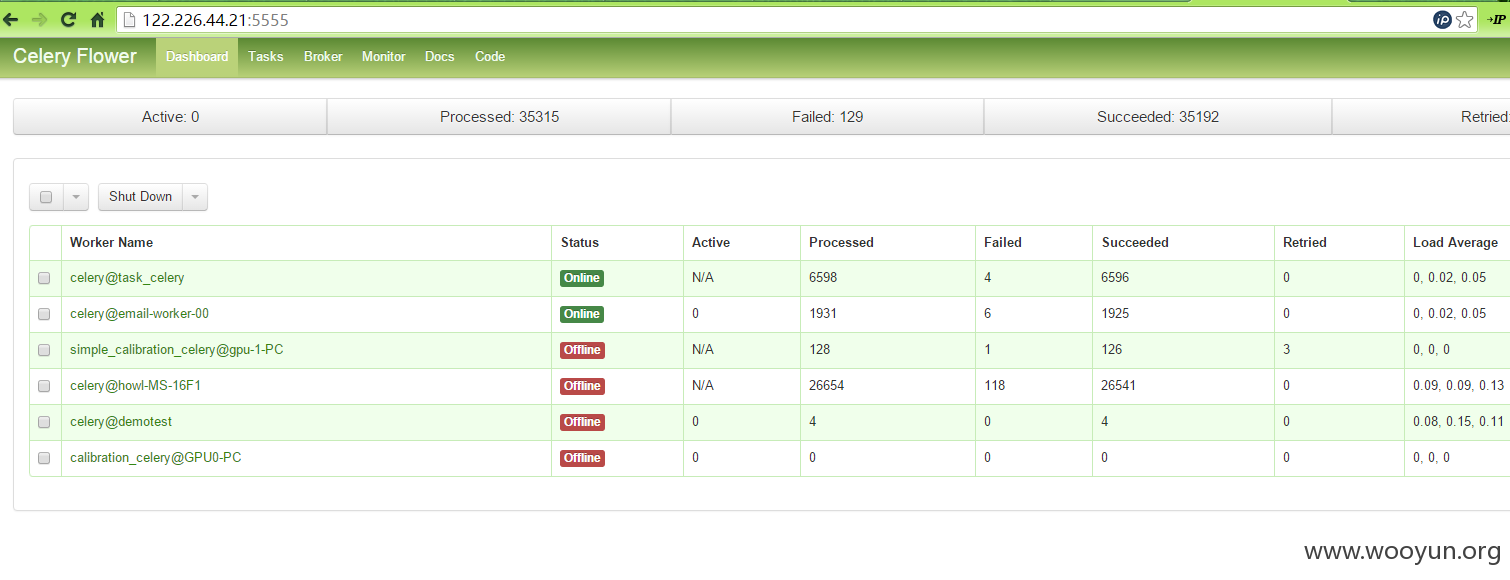 122.226.44.21:5555
Celery Flower Dashboard Tasks Broker Monitor Docs Code
Active: 0 Processed: 35315 Failed: 129 Succeeded: 35192 Retried:
Shut Down
Worker Name Status Active Processed Failed Succeeded Retried Load Average
celery@task_celery Online N/A 6598 4 6596 0 0, 0.02, 0.05
celery@email-worker-00 Online 0 1931 6 1925 0 0, 0.02, 0.05
simple_calibration_celery@gpu-1-PC Offline N/A 128 1 126 3 0, 0, 0
celery@howl-MS-16F1 Offline N/A 26654 118 26541 0 0.09, 0.09, 0.13
celery@demotest Offline 0 4 0 4 0 0.08, 0.15, 0.11
calibration_celery@GPU0-PC Offline 0 0 0 0 0 0, 0, 0
www.wooyun.org